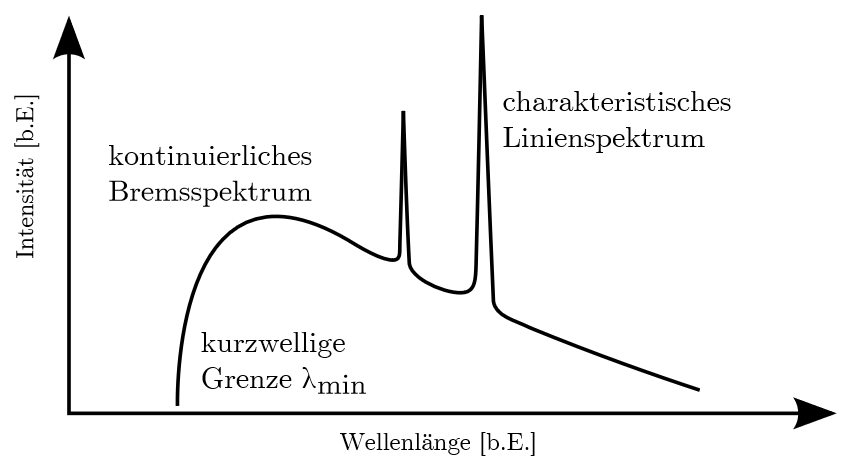 Intensität [b.E.]
kontinuierliches
Bremsspektrum
charakteristisches
Linienspektrum
kurzwellige
Grenze λmin
Wellenlänge [b.E.]